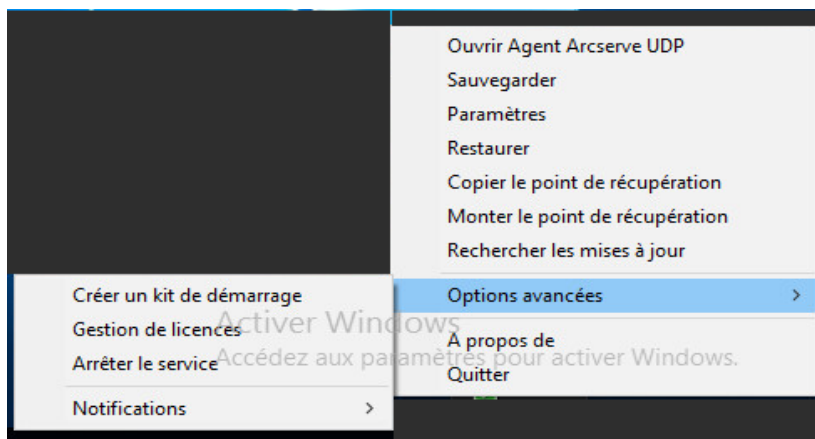 Ouvrir Agent Arcserve UDP
Sauvegarder
Paramètres
Restaurer
Copier le point de récupération
Monter le point de récupération
Rechercher les mises à jour
Options avancées
A propos de
Quitter
Créer un kit de démarrage
Gestion de licences
Arrêter le service
Notifications
Activer Windows
Accédez aux paramètres pour activer Windows.